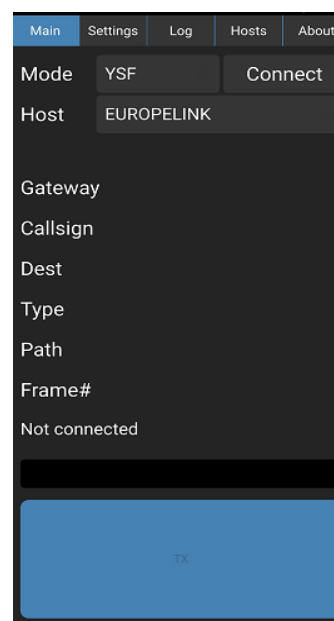 Main Settings Log Hosts About
Mode YSF Connect
Host EUROPELINK
Gateway
Callsign
Dest
Type
Path
Frame#
Not connected
TX